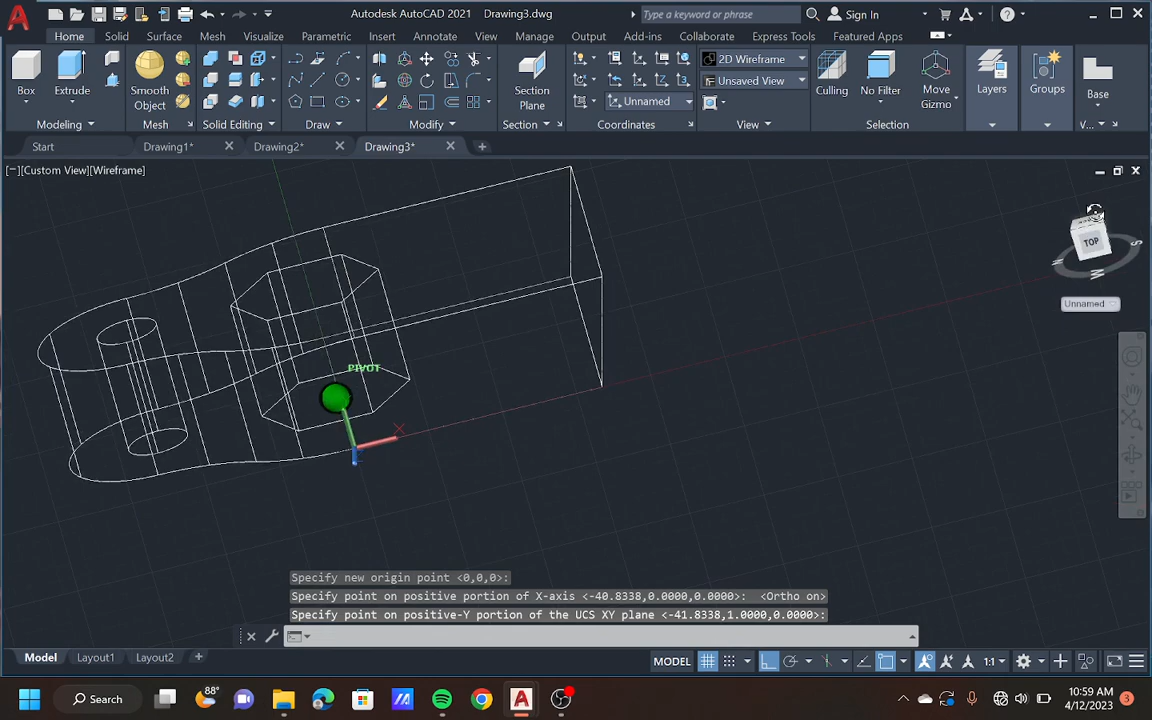 Autodesk AutoCAD 2021 Drawing3.dwg
Type a keyword or phrase
Sign In
Home Solid Surface Mesh Visualize Parametric Insert Annotate View Manage Output Add-ins Collaborate Express Tools Featured Apps
2D Wireframe
Unsaved View
Unnamed
Box Extrude Smooth Object Section Plane Culling No Filter Move Gizmo Layers Groups Base
Modeling Mesh Solid Editing Draw Modify Section Coordinates View Selection V...
Start Drawing1* Drawing2* Drawing3*
[−][Custom View][Wireframe]
TOP
S
W
Unnamed
PIVOT
X
Specify new origin point <0,0,0>:
Specify point on positive portion of X-axis <-40.8338,0.0000,0.0000>: <Ortho on>
Specify point on positive-Y portion of the UCS XY plane <-41.8338,1.0000,0.0000>:
Model Layout1 Layout2
MODEL
1:1
88°
Search
10:59 AM
4/12/2023
3